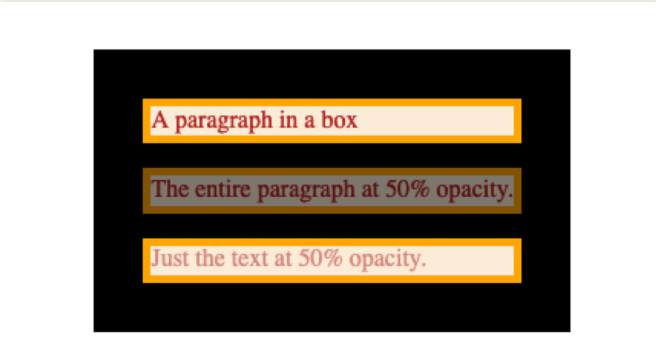 A paragraph in a box
The entire paragraph at 50% opacity.
Just the text at 50% opacity.